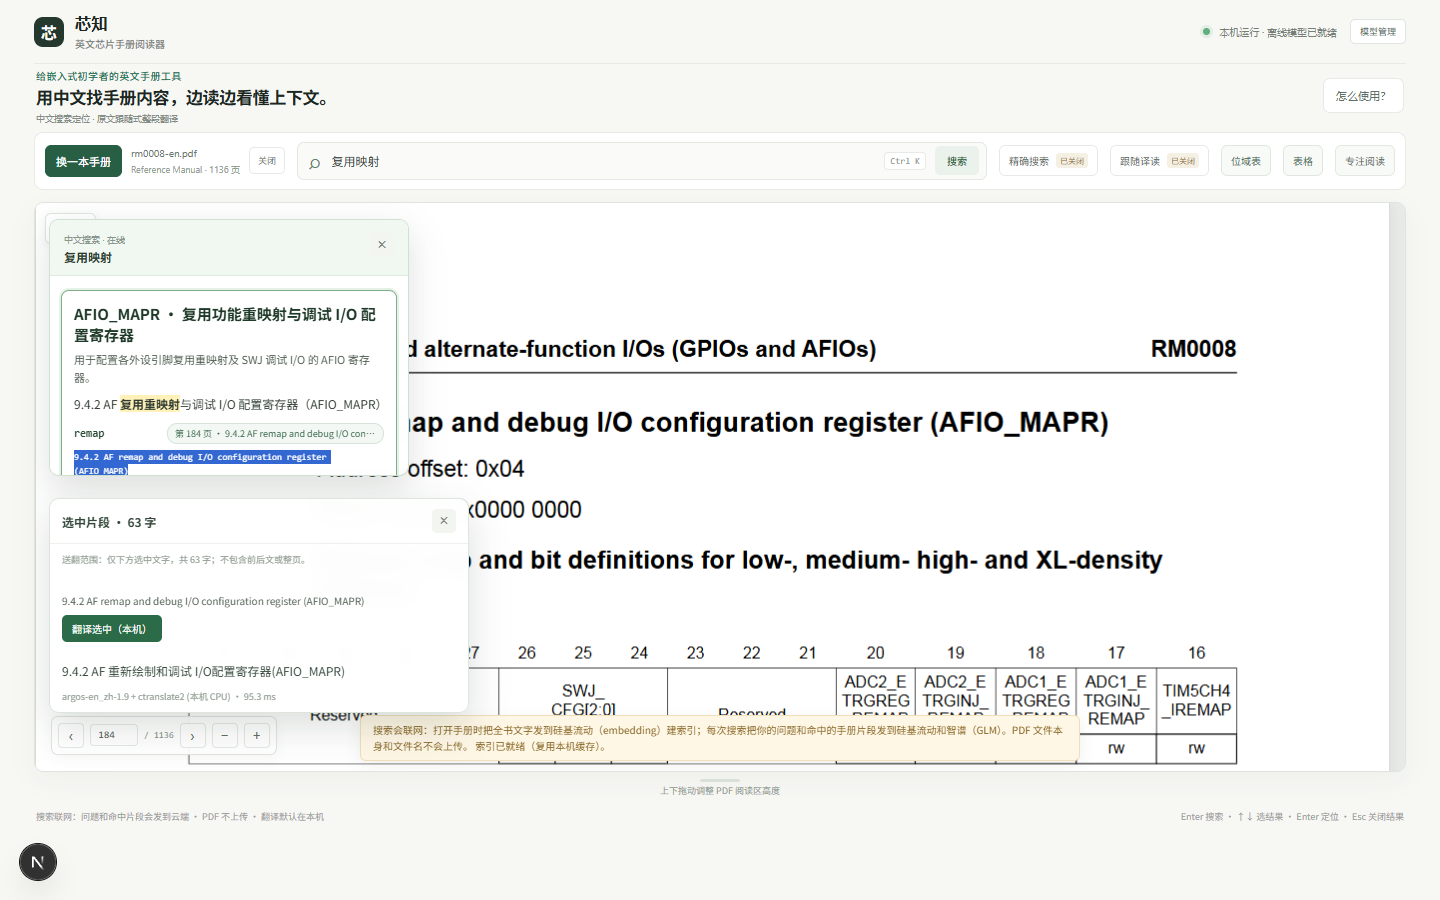 芯
芯知
英文芯片手册阅读器
本机运行 · 离线模型已就绪
模型管理
给嵌入式初学者的英文手册工具
用中文找手册内容，边读边看懂上下文。
中文搜索定位 · 原文跟随式整段翻译
怎么使用？
换一本手册
rm0008-en.pdf
Reference Manual · 1136 页
关闭
复用映射
Ctrl K
搜索
精确搜索 已关闭
跟随译读 已关闭
位域表
表格
专注阅读
中文搜索 · 在线
复用映射
×
AFIO_MAPR · 复用功能重映射与调试 I/O 配
置寄存器
用于配置各外设引脚复用重映射及 SWJ 调试 I/O 的 AFIO 寄存
器。
9.4.2 AF 复用重映射与调试 I/O 配置寄存器（AFIO_MAPR）
remap
第 184 页 · 9.4.2 AF remap and debug I/O con···
9.4.2 AF remap and debug I/O configuration register
(AFIO_MAPR)
d alternate-function I/Os (GPIOs and AFIOs)
RM0008
ap and debug I/O configuration register (AFIO_MAPR)
offset: 0x04
x0000 0000
and bit definitions for low-, medium- high- and XL-density
选中片段 · 63 字
×
送翻范围：仅下方选中文字，共 63 字；不包含前后文或整页。
9.4.2 AF remap and debug I/O configuration register (AFIO_MAPR)
翻译选中（本机）
9.4.2 AF 重新绘制和调试 I/O配置寄存器(AFIO_MAPR)
argos-en_zh-1.9 + ctranslate2 (本机 CPU) · 95.3 ms
27 26 25 24 23 22 21 20 19 18 17 16
Reserved
SWJ_
CFG[2:0]
Reserved
ADC2_E
TRGREG
_REMAP
ADC2_E
TRGINJ_
REMAP
ADC1_E
TRGREG
_REMAP
ADC1_E
TRGINJ_
REMAP
TIM5CH4
_IREMAP
rw
rw
‹
184
/ 1136
›
−
+
搜索会联网：打开手册时把全书文字发到硅基流动（embedding）建索引；每次搜索把你的问题和命中的手册片段发到硅基流动和智谱（GLM）。PDF 文件本
身和文件名不会上传。 索引已就绪（复用本机缓存）。
上下拖动调整 PDF 阅读区高度
搜索联网：问题和命中片段会发到云端 · PDF 不上传 · 翻译默认在本机
Enter 搜索 · ↑↓ 选结果 · Enter 定位 · Esc 关闭结果
N